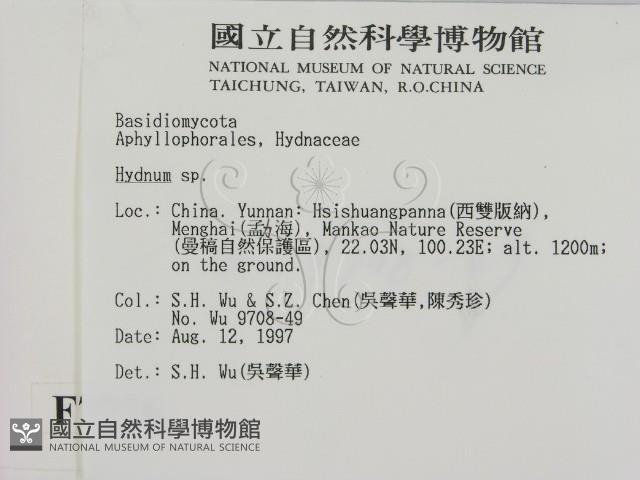 國立自然科學博物館
NATIONAL MUSEUM OF NATURAL SCIENCE
TAICHUNG, TAIWAN, R.O.CHINA
Basidiomycota
Aphyllophorales, Hydnaceae
Hydnum sp.
Loc.: China. Yunnan: Hsishuangpanna(西雙版納),
Menghai(孟海), Mankao Nature Reserve
(曼稿自然保護區), 22.03N, 100.23E; alt. 1200m;
on the ground.
Col.: S.H. Wu & S.Z. Chen(吳聲華,陳秀珍)
No. Wu 9708-49
Date: Aug. 12, 1997
Det.: S.H. Wu(吳聲華)
F
國立自然科學博物館
NATIONAL MUSEUM OF NATURAL SCIENCE